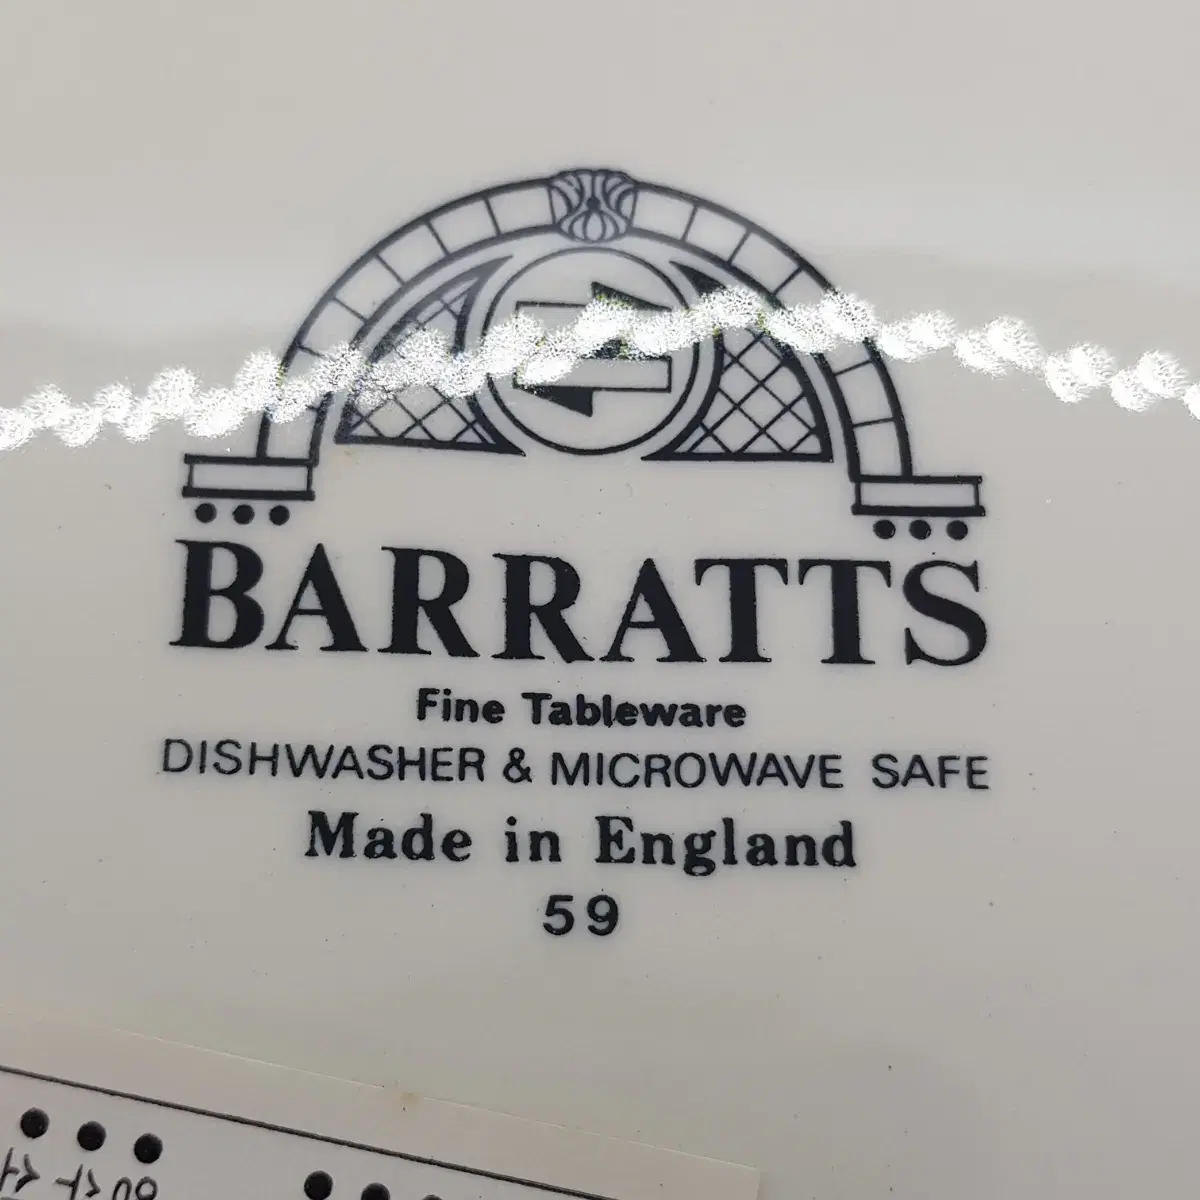 BARRATTS
Fine Tableware
DISHWASHER & MICROWAVE SAFE
Made in England
59